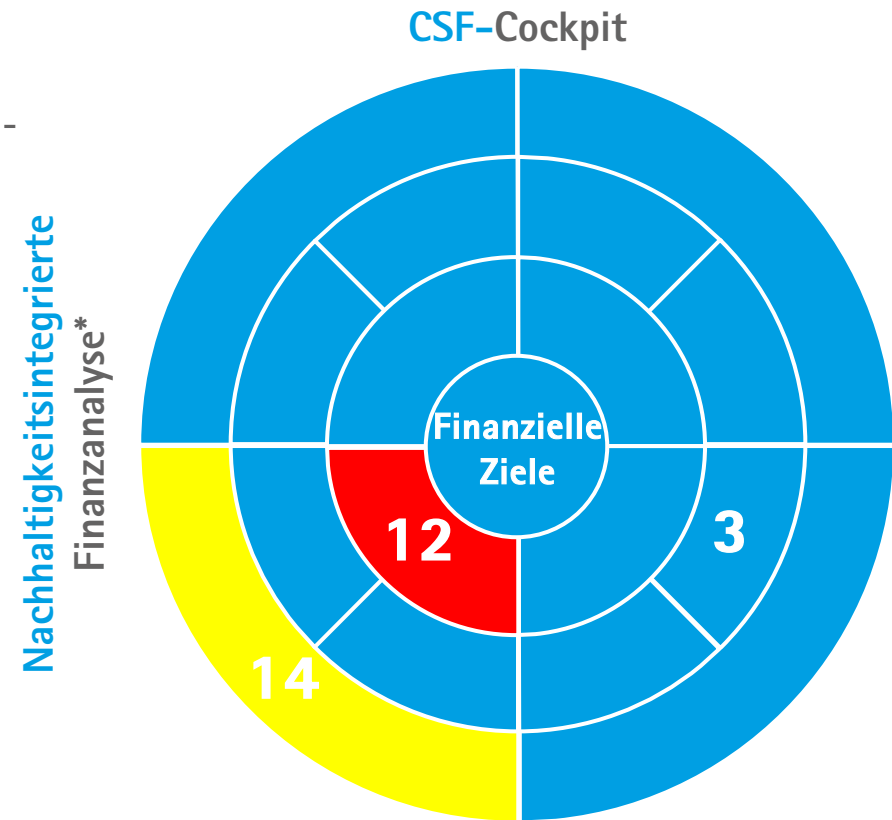 CSF-Cockpit
-
Nachhaltigkeitsintegrierte
Finanzanalyse*
Finanzielle
Ziele
12
3
14